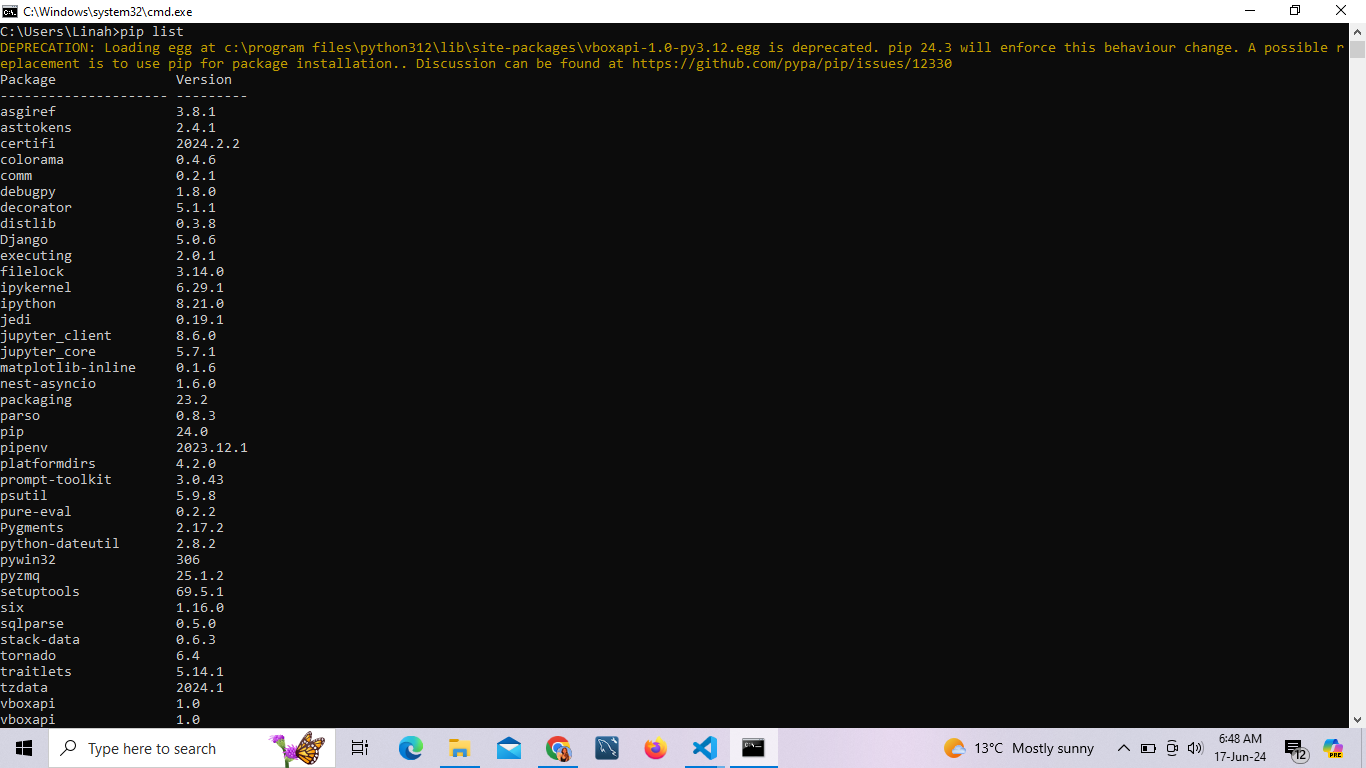 C:\Windows\system32\cmd.exe
C:\Users\Linah>pip list
DEPRECATION: Loading egg at c:\program files\python312\lib\site-packages\vboxapi-1.0-py3.12.egg is deprecated. pip 24.3 will enforce this behaviour change. A possible r
eplacement is to use pip for package installation.. Discussion can be found at https://github.com/pypa/pip/issues/12330
Package               Version
--------------------- ---------
asgiref               3.8.1
asttokens             2.4.1
certifi               2024.2.2
colorama              0.4.6
comm                  0.2.1
debugpy               1.8.0
decorator             5.1.1
distlib               0.3.8
Django                5.0.6
executing             2.0.1
filelock              3.14.0
ipykernel             6.29.1
ipython               8.21.0
jedi                  0.19.1
jupyter_client        8.6.0
jupyter_core          5.7.1
matplotlib-inline     0.1.6
nest-asyncio          1.6.0
packaging             23.2
parso                 0.8.3
pip                   24.0
pipenv                2023.12.1
platformdirs          4.2.0
prompt-toolkit        3.0.43
psutil                5.9.8
pure-eval             0.2.2
Pygments              2.17.2
python-dateutil       2.8.2
pywin32               306
pyzmq                 25.1.2
setuptools            69.5.1
six                   1.16.0
sqlparse              0.5.0
stack-data            0.6.3
tornado               6.4
traitlets             5.14.1
tzdata                2024.1
vboxapi               1.0
vboxapi               1.0
Type here to search
13°C Mostly sunny
6:48 AM
17-Jun-24
12
PRE